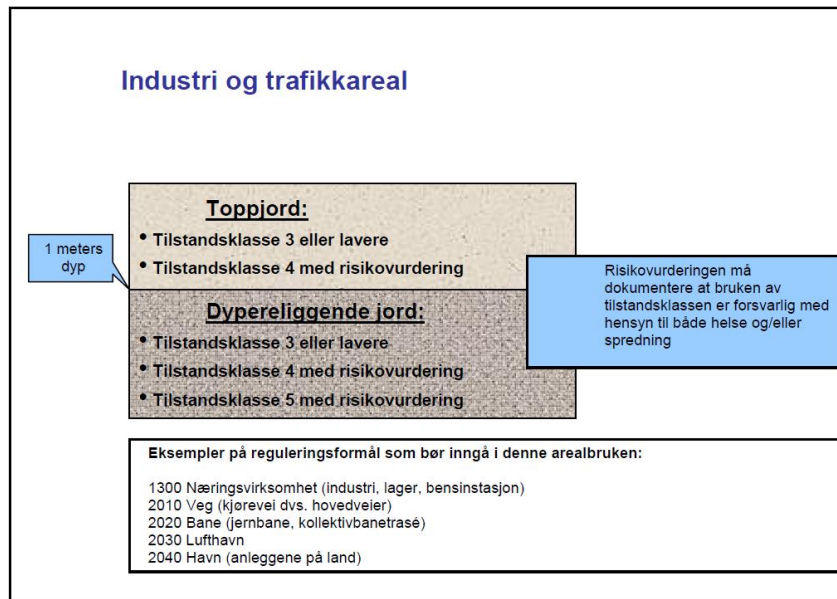 Industri og trafikkareal
Toppjord:
• Tilstandsklasse 3 eller lavere
• Tilstandsklasse 4 med risikovurdering
1 meters
dyp
Dypereliggende jord:
• Tilstandsklasse 3 eller lavere
• Tilstandsklasse 4 med risikovurdering
• Tilstandsklasse 5 med risikovurdering
Risikovurderingen må
dokumentere at bruken av
tilstandsklassen er forsvarlig med
hensyn til både helse og/eller
spredning
Eksempler på reguleringsformål som bør inngå i denne arealbruken:
1300 Næringsvirksomhet (industri, lager, bensinstasjon)
2010 Veg (kjørevei dvs. hovedveier)
2020 Bane (jernbane, kollektivbanetrasé)
2030 Lufthavn
2040 Havn (anleggene på land)